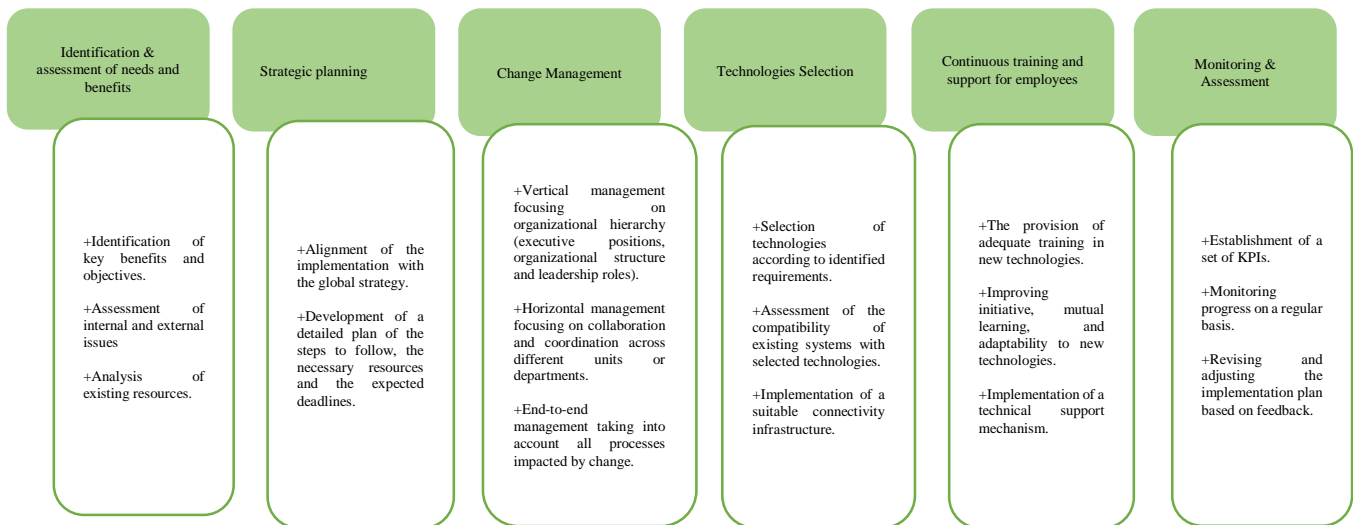 Identification &
assessment of needs and
benefits
+Identification of
key benefits and
objectives.
+Assessment of
internal and external
issues
+Analysis of
existing resources.
Strategic planning
+Alignment of the
implementation with
the global strategy.
+Development of a
detailed plan of the
steps to follow, the
necessary resources
and the expected
deadlines.
Change Management
+Vertical management
focusing on
organizational hierarchy
(executive positions,
organizational structure
and leadership roles).
+Horizontal management
focusing on collaboration
and coordination across
different units or
departments.
+End-to-end
management taking into
account all processes
impacted by change.
Technologies Selection
+Selection of
technologies
according to identified
requirements.
+Assessment of the
compatibility of
existing systems with
selected technologies.
+Implementation of a
suitable connectivity
infrastructure.
Continuous training and
support for employees
+The provision of
adequate training in
new technologies.
+Improving
initiative, mutual
learning, and
adaptability to new
technologies.
+Implementation of a
technical support
mechanism.
Monitoring &
Assessment
+Establishment of a
set of KPIs.
+Monitoring
progress on a regular
basis.
+Revising and
adjusting the
implementation plan
based on feedback.